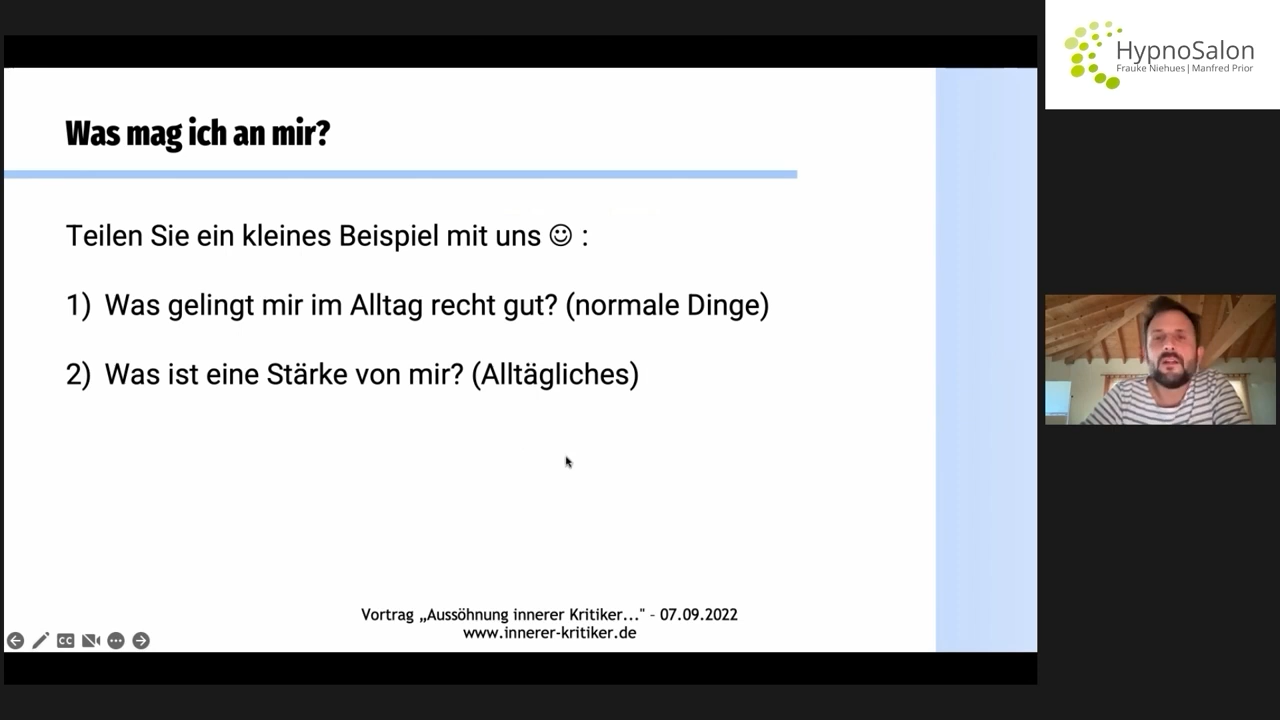 HypnoSalon
Frauke Niehues | Manfred Prior
Was mag ich an mir?
Teilen Sie ein kleines Beispiel mit uns ☺ :
1) Was gelingt mir im Alltag recht gut? (normale Dinge)
2) Was ist eine Stärke von mir? (Alltägliches)
Vortrag „Aussöhnung innerer Kritiker..." - 07.09.2022
www.innerer-kritiker.de
CC